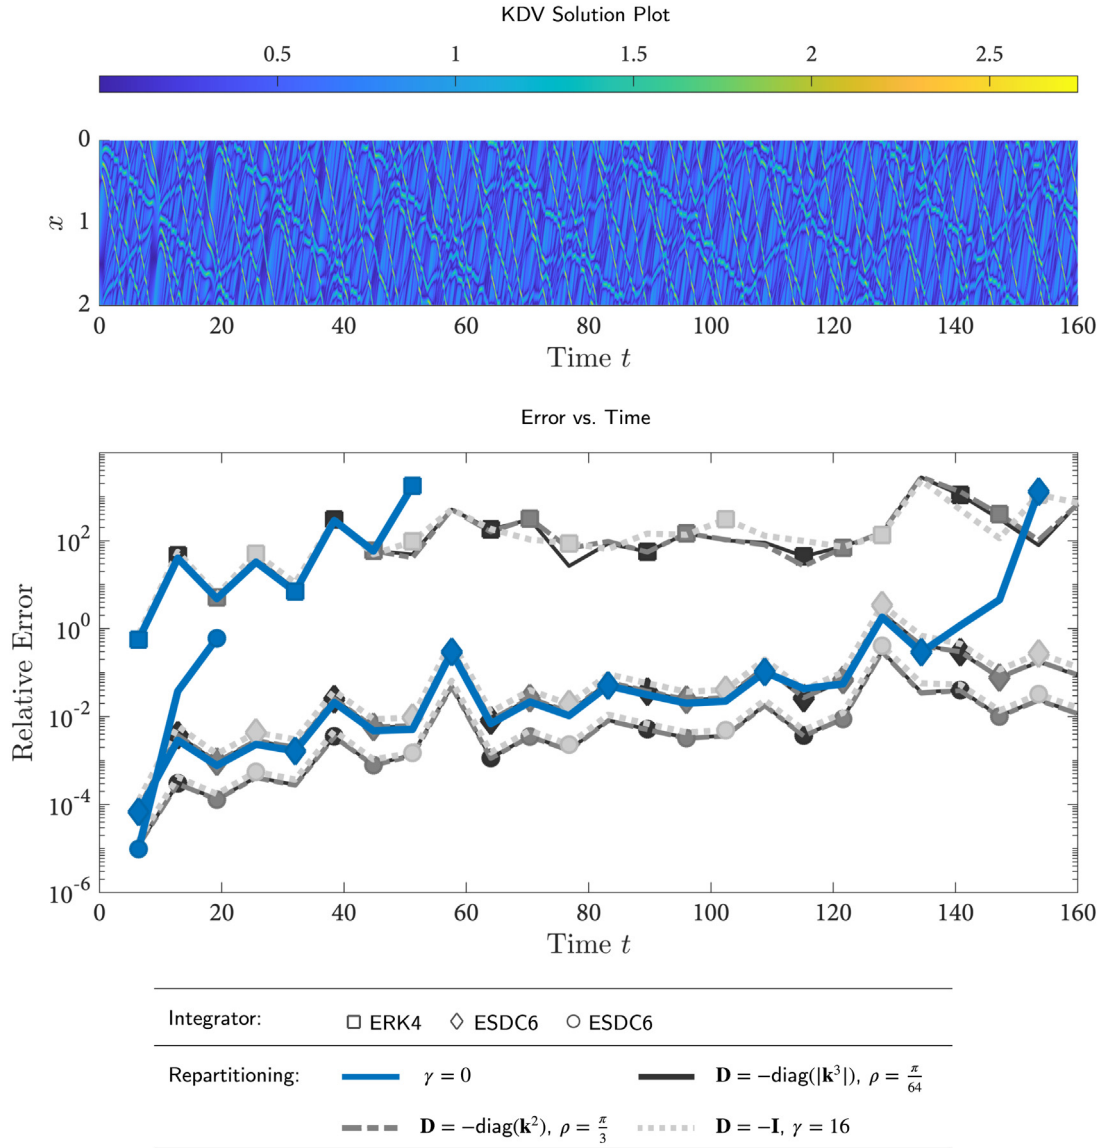 KDV Solution Plot
0.5 1 1.5 2 2.5
0
1
2
x
0 20 40 60 80 100 120 140 160
Time t
Error vs. Time
10^2
10^0
10^-2
10^-4
10^-6
Relative Error
0 20 40 60 80 100 120 140 160
Time t
Integrator: ERK4 ESDC6 ESDC6
Repartitioning: γ = 0 D = −diag(|k^3|), ρ = π/64
D = −diag(k^2), ρ = π/3 D = −I, γ = 16